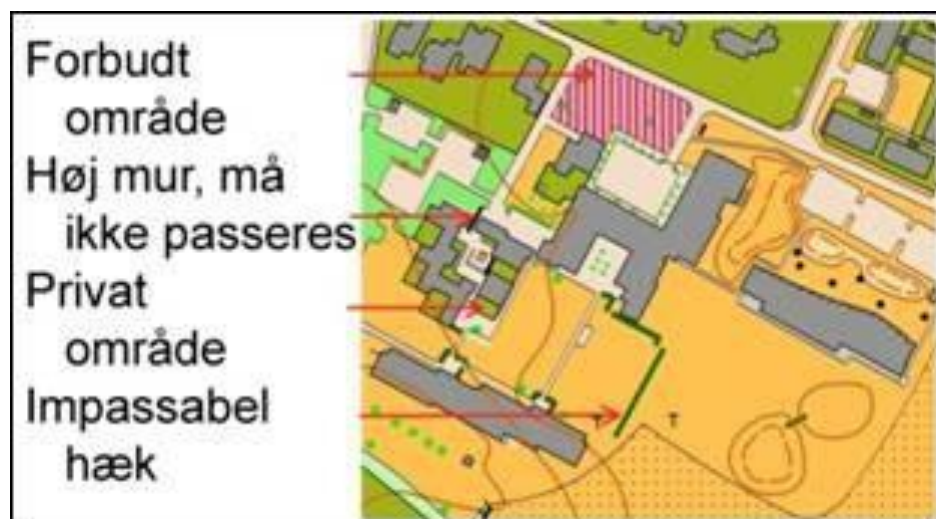 Forbudt
område
Høj mur, må
ikke passeres
Privat
område
Impassabel
hæk